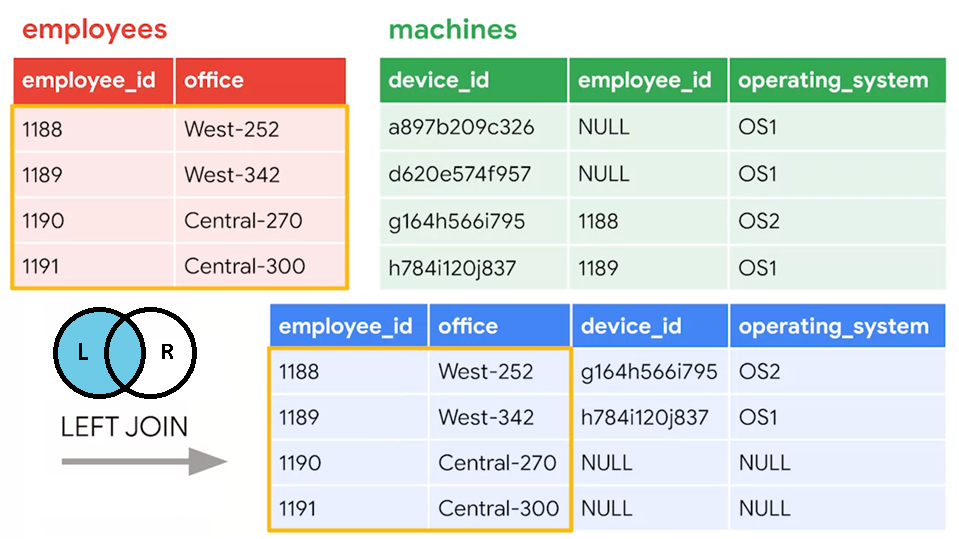 employees
employee_id office
1188 West-252
1189 West-342
1190 Central-270
1191 Central-300
machines
device_id employee_id operating_system
a897b209c326 NULL OS1
d620e574f957 NULL OS1
g164h566i795 1188 OS2
h784i120j837 1189 OS1
L R
LEFT JOIN
employee_id office device_id operating_system
1188 West-252 g164h566i795 OS2
1189 West-342 h784i120j837 OS1
1190 Central-270 NULL NULL
1191 Central-300 NULL NULL